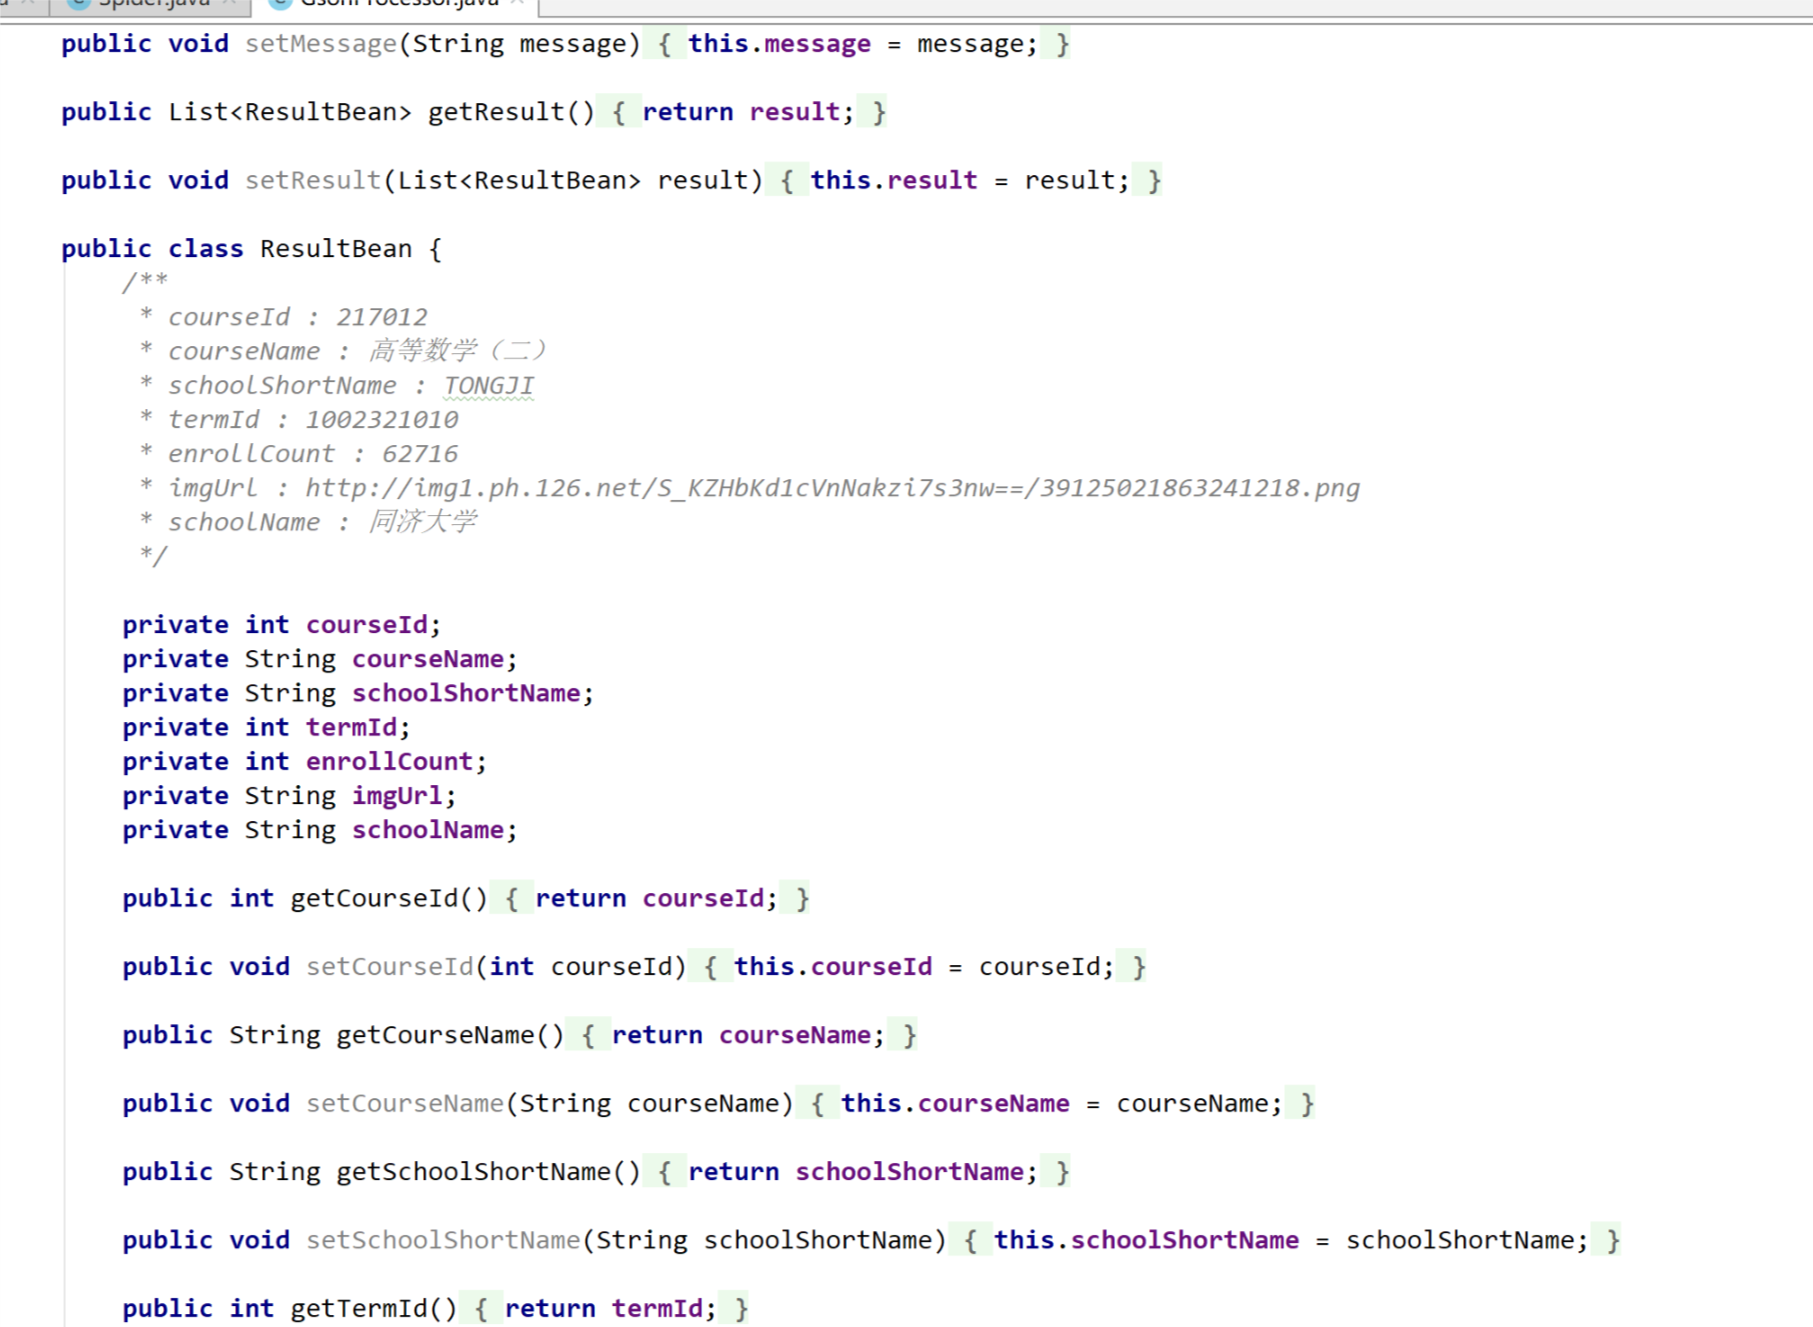 Spider.java GsonProcessor.java
public void setMessage(String message) { this.message = message; }
public List<ResultBean> getResult() { return result; }
public void setResult(List<ResultBean> result) { this.result = result; }
public class ResultBean {
/**
* courseId : 217012
* courseName : 高等数学（二）
* schoolShortName : TONGJI
* termId : 1002321010
* enrollCount : 62716
* imgUrl : http://img1.ph.126.net/S_KZHbKd1cVnNakzi7s3nw==/39125021863241218.png
* schoolName : 同济大学
*/
private int courseId;
private String courseName;
private String schoolShortName;
private int termId;
private int enrollCount;
private String imgUrl;
private String schoolName;
public int getCourseId() { return courseId; }
public void setCourseId(int courseId) { this.courseId = courseId; }
public String getCourseName() { return courseName; }
public void setCourseName(String courseName) { this.courseName = courseName; }
public String getSchoolShortName() { return schoolShortName; }
public void setSchoolShortName(String schoolShortName) { this.schoolShortName = schoolShortName; }
public int getTermId() { return termId; }